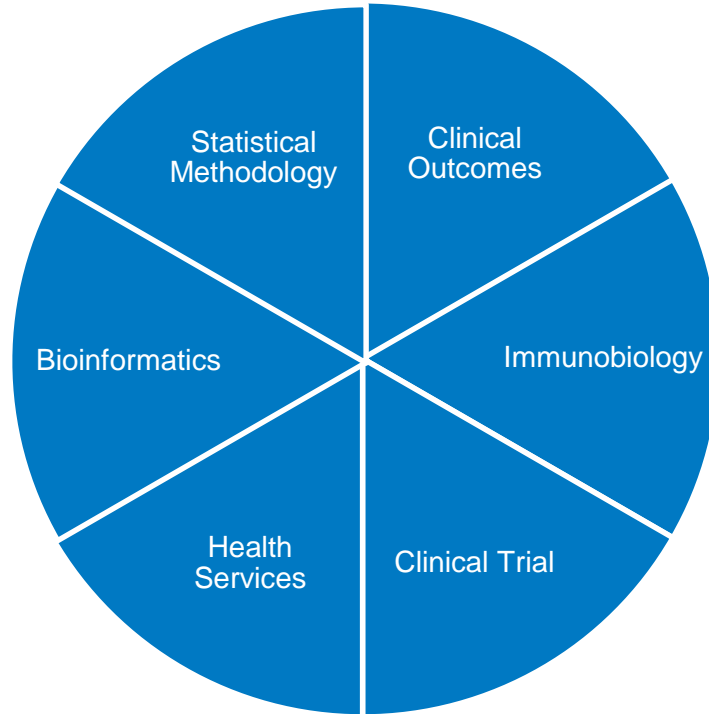 Statistical
Methodology
Clinical
Outcomes
Bioinformatics
Immunobiology
Health
Services
Clinical Trial